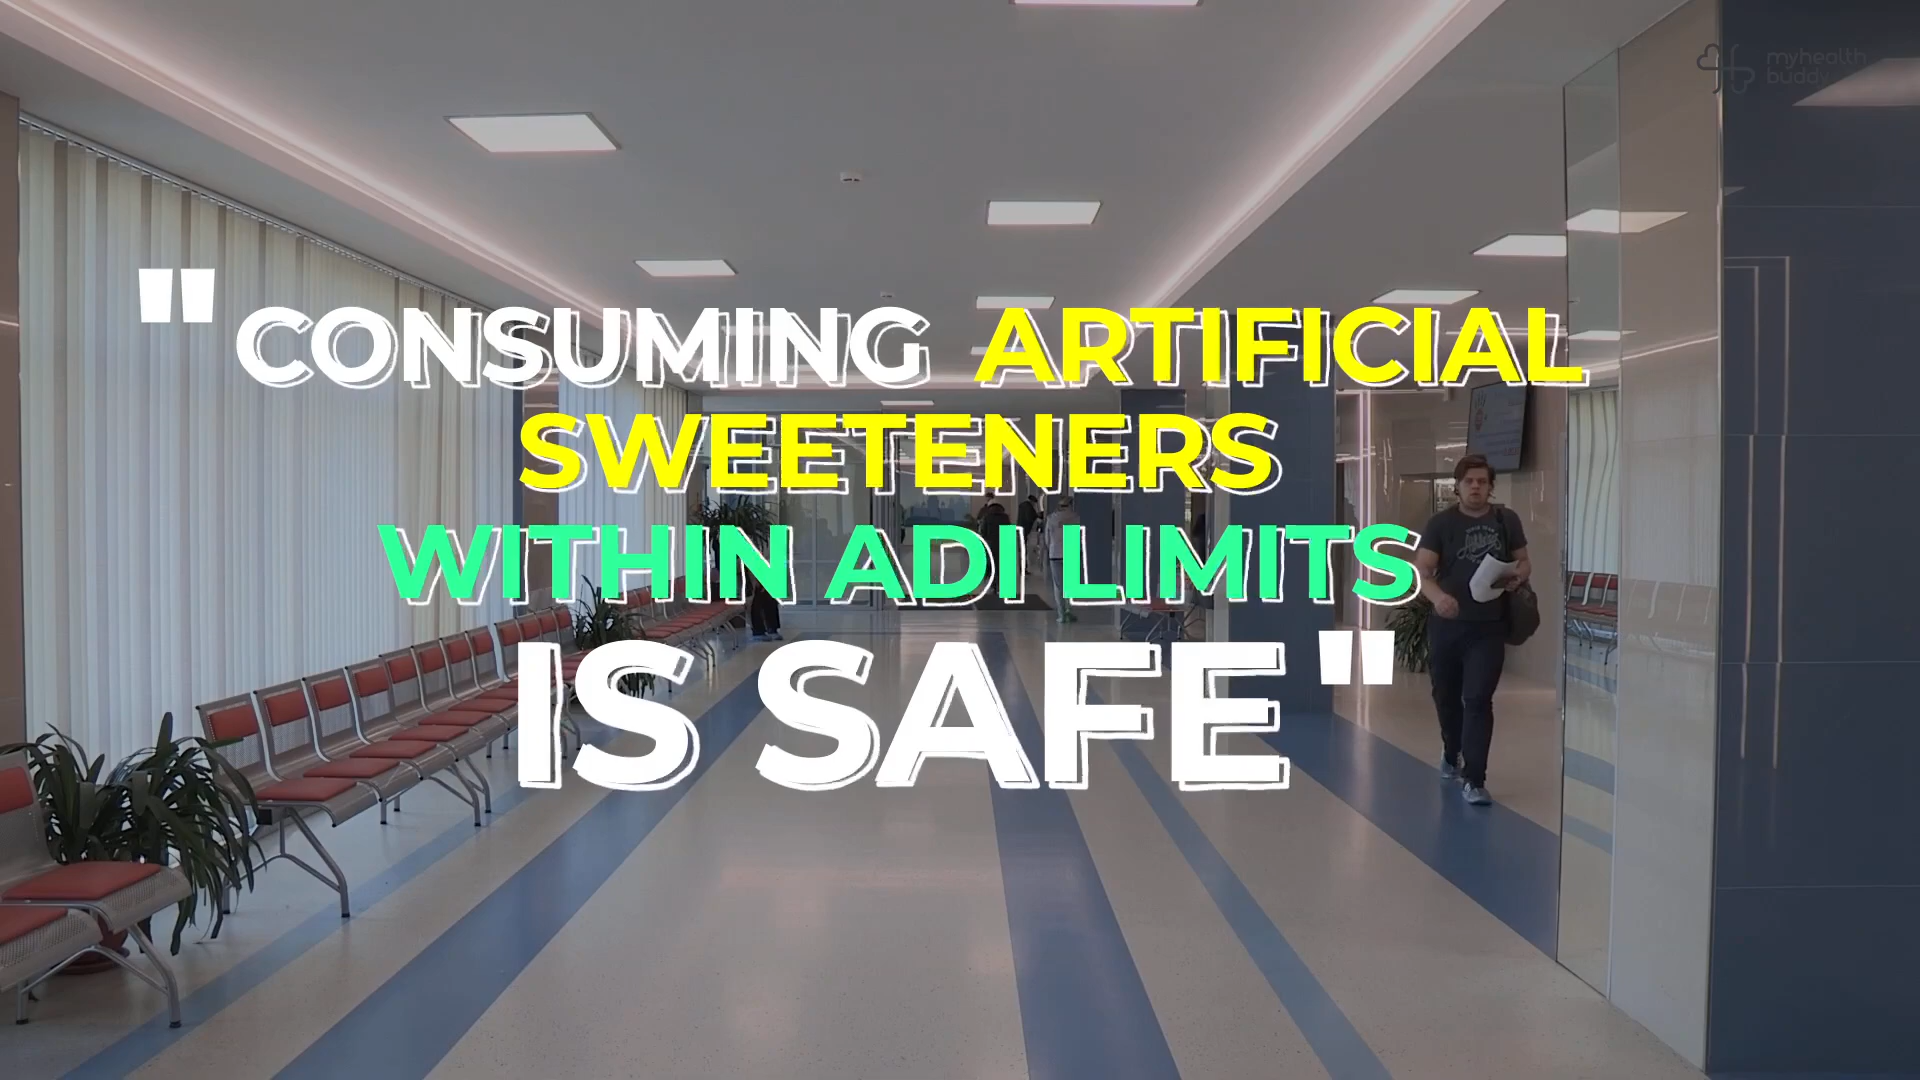 myhealth
buddy
"CONSUMING ARTIFICIAL
SWEETENERS
WITHIN ADI LIMITS
IS SAFE"